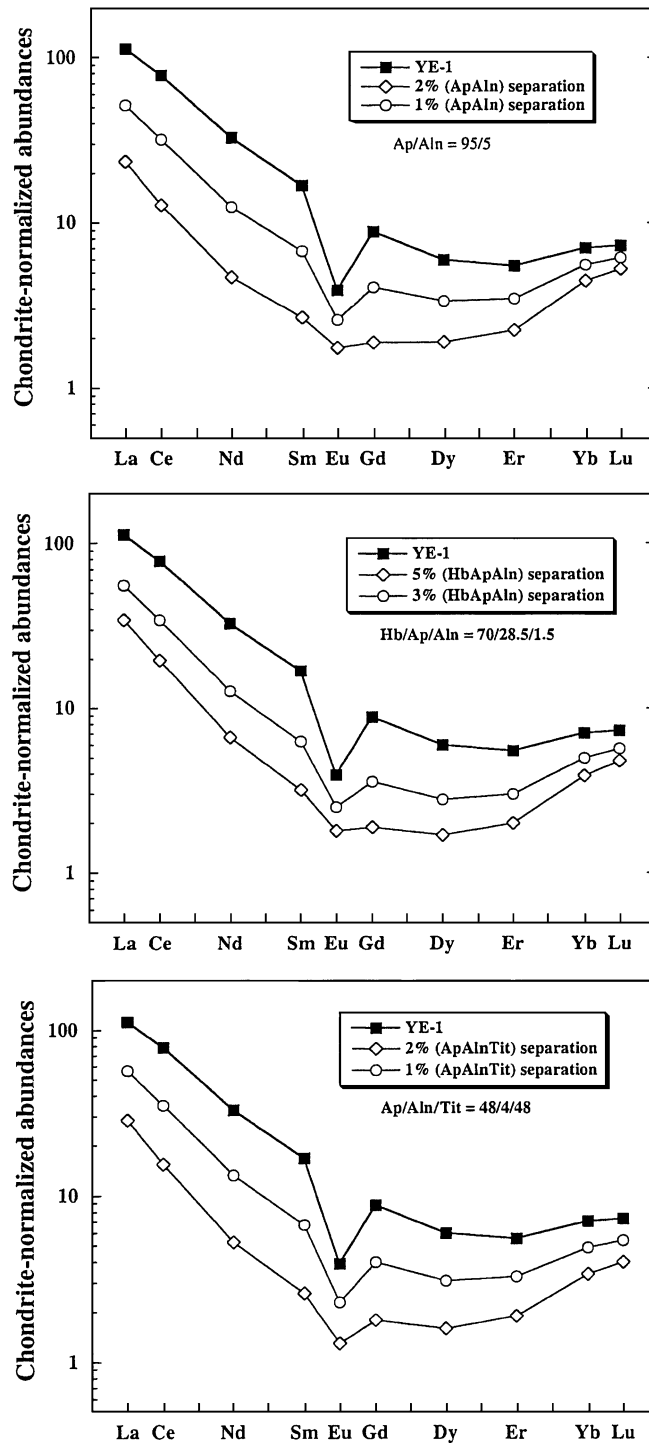 Chondrite-normalized abundances
100
10
1
YE-1
2% (ApAln) separation
1% (ApAln) separation
Ap/Aln = 95/5
La Ce Nd Sm Eu Gd Dy Er Yb Lu
Chondrite-normalized abundances
100
10
1
YE-1
5% (HbApAln) separation
3% (HbApAln) separation
Hb/Ap/Aln = 70/28.5/1.5
La Ce Nd Sm Eu Gd Dy Er Yb Lu
Chondrite-normalized abundances
100
10
1
YE-1
2% (ApAlnTit) separation
1% (ApAlnTit) separation
Ap/Aln/Tit = 48/4/48
La Ce Nd Sm Eu Gd Dy Er Yb Lu